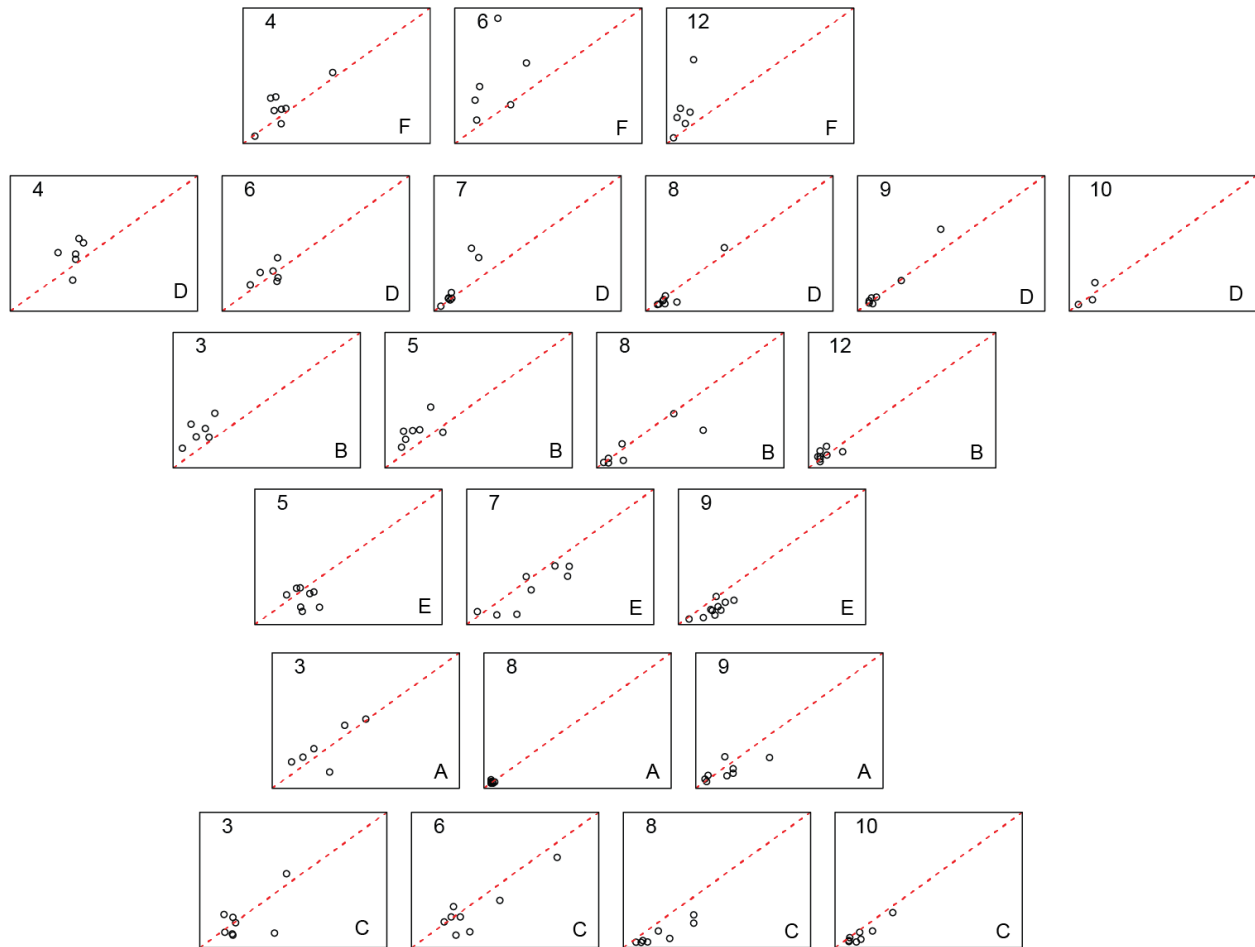 4 6 12
F F F
4 6 7 8 9 10
D D D D D D
3 5 8 12
B B B B
5 7 9
E E E
3 8 9
A A A
3 6 8 10
C C C C